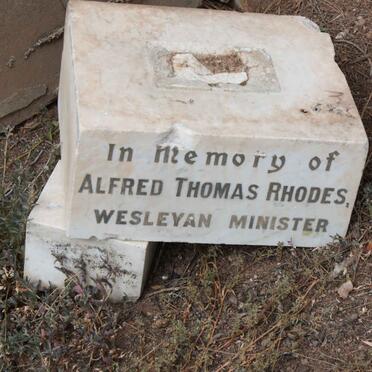 In Memory of
ALFRED THOMAS RHODES,
WESLEYAN MINISTER